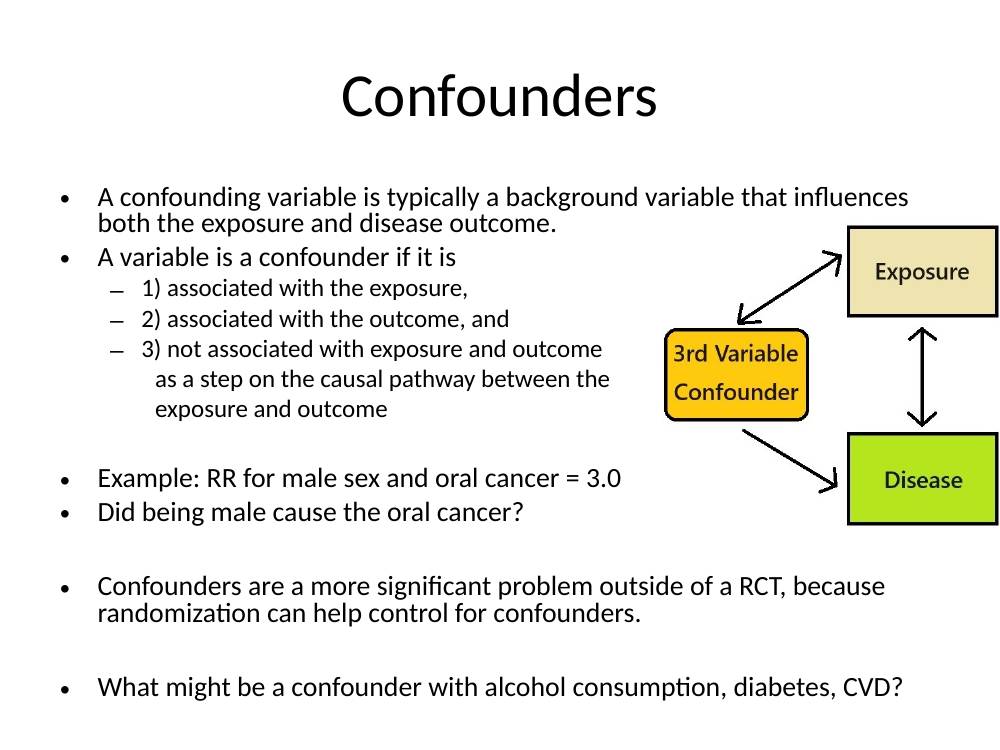 Confounders
• A confounding variable is typically a background variable that influences
both the exposure and disease outcome.
• A variable is a confounder if it is
– 1) associated with the exposure,
– 2) associated with the outcome, and
– 3) not associated with exposure and outcome
as a step on the causal pathway between the
exposure and outcome
Exposure
3rd Variable
Confounder
Disease
• Example: RR for male sex and oral cancer = 3.0
• Did being male cause the oral cancer?
• Confounders are a more significant problem outside of a RCT, because
randomization can help control for confounders.
• What might be a confounder with alcohol consumption, diabetes, CVD?